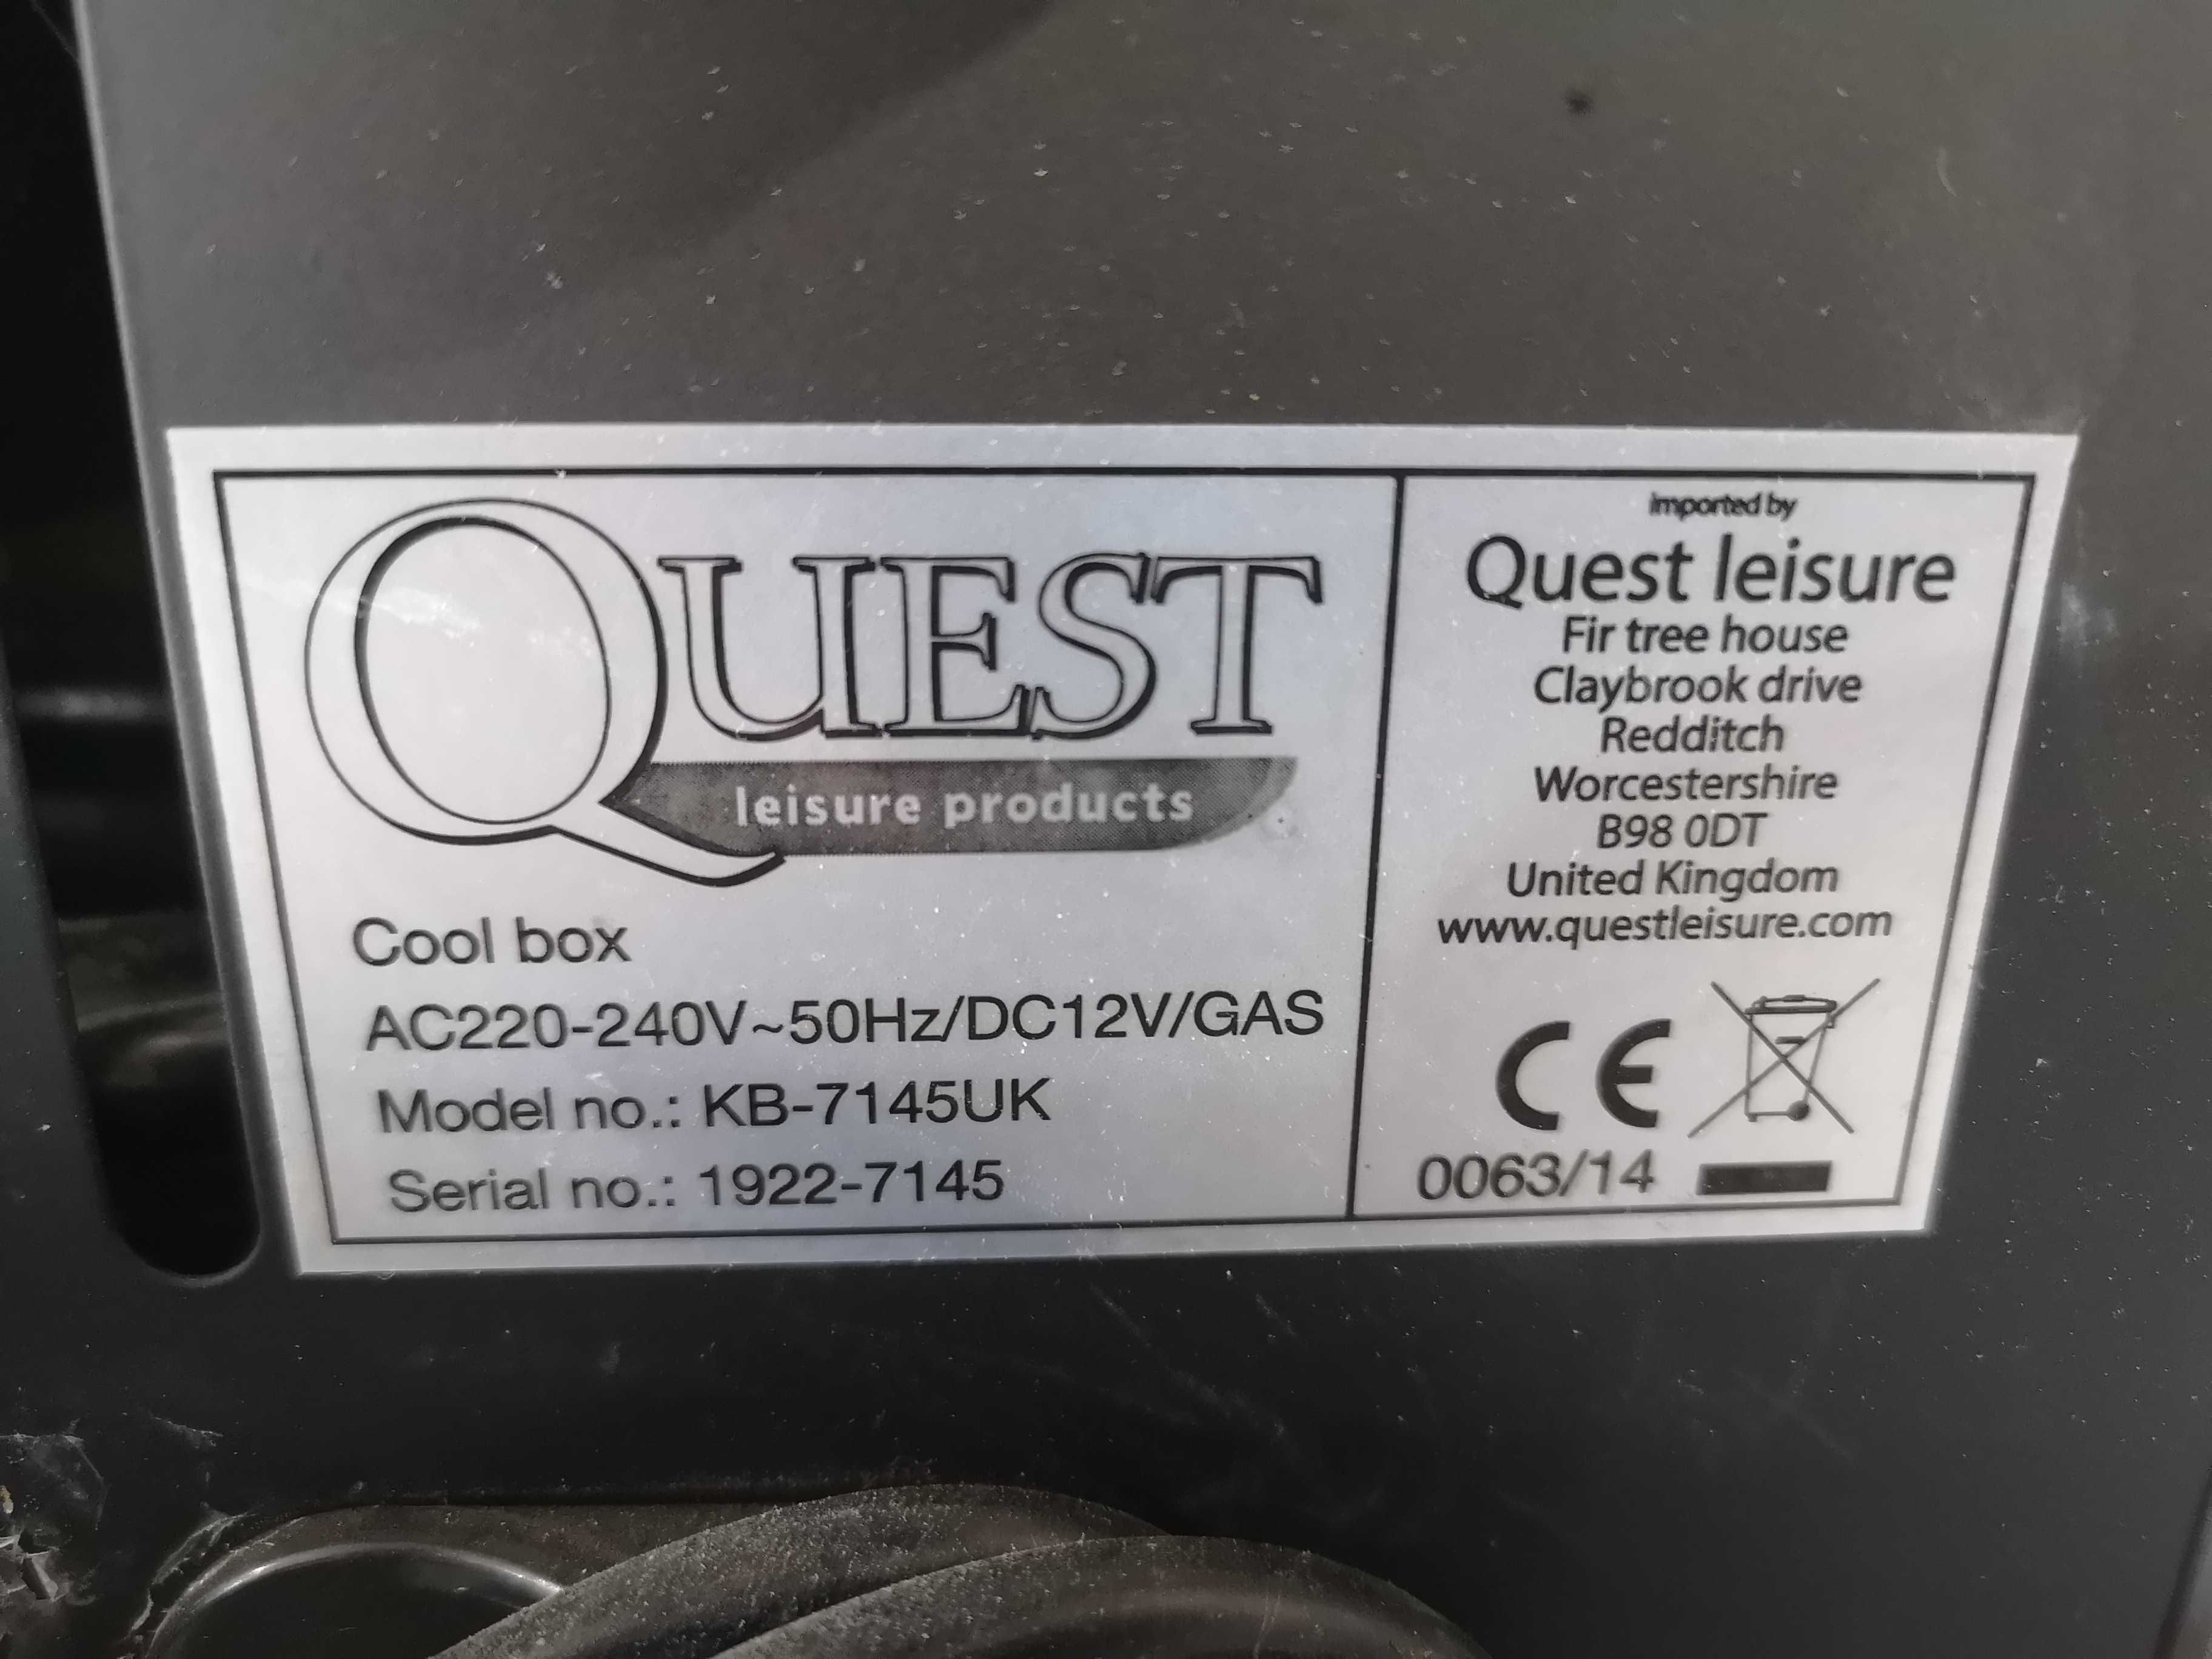 QUEST
leisure products
Cool box
AC220-240V~50Hz/DC12V/GAS
Model no.: KB-7145UK
Serial no.: 1922-7145
imported by
Quest leisure
Fir tree house
Claybrook drive
Redditch
Worcestershire
B98 0DT
United Kingdom
www.questleisure.com
CE
0063/14